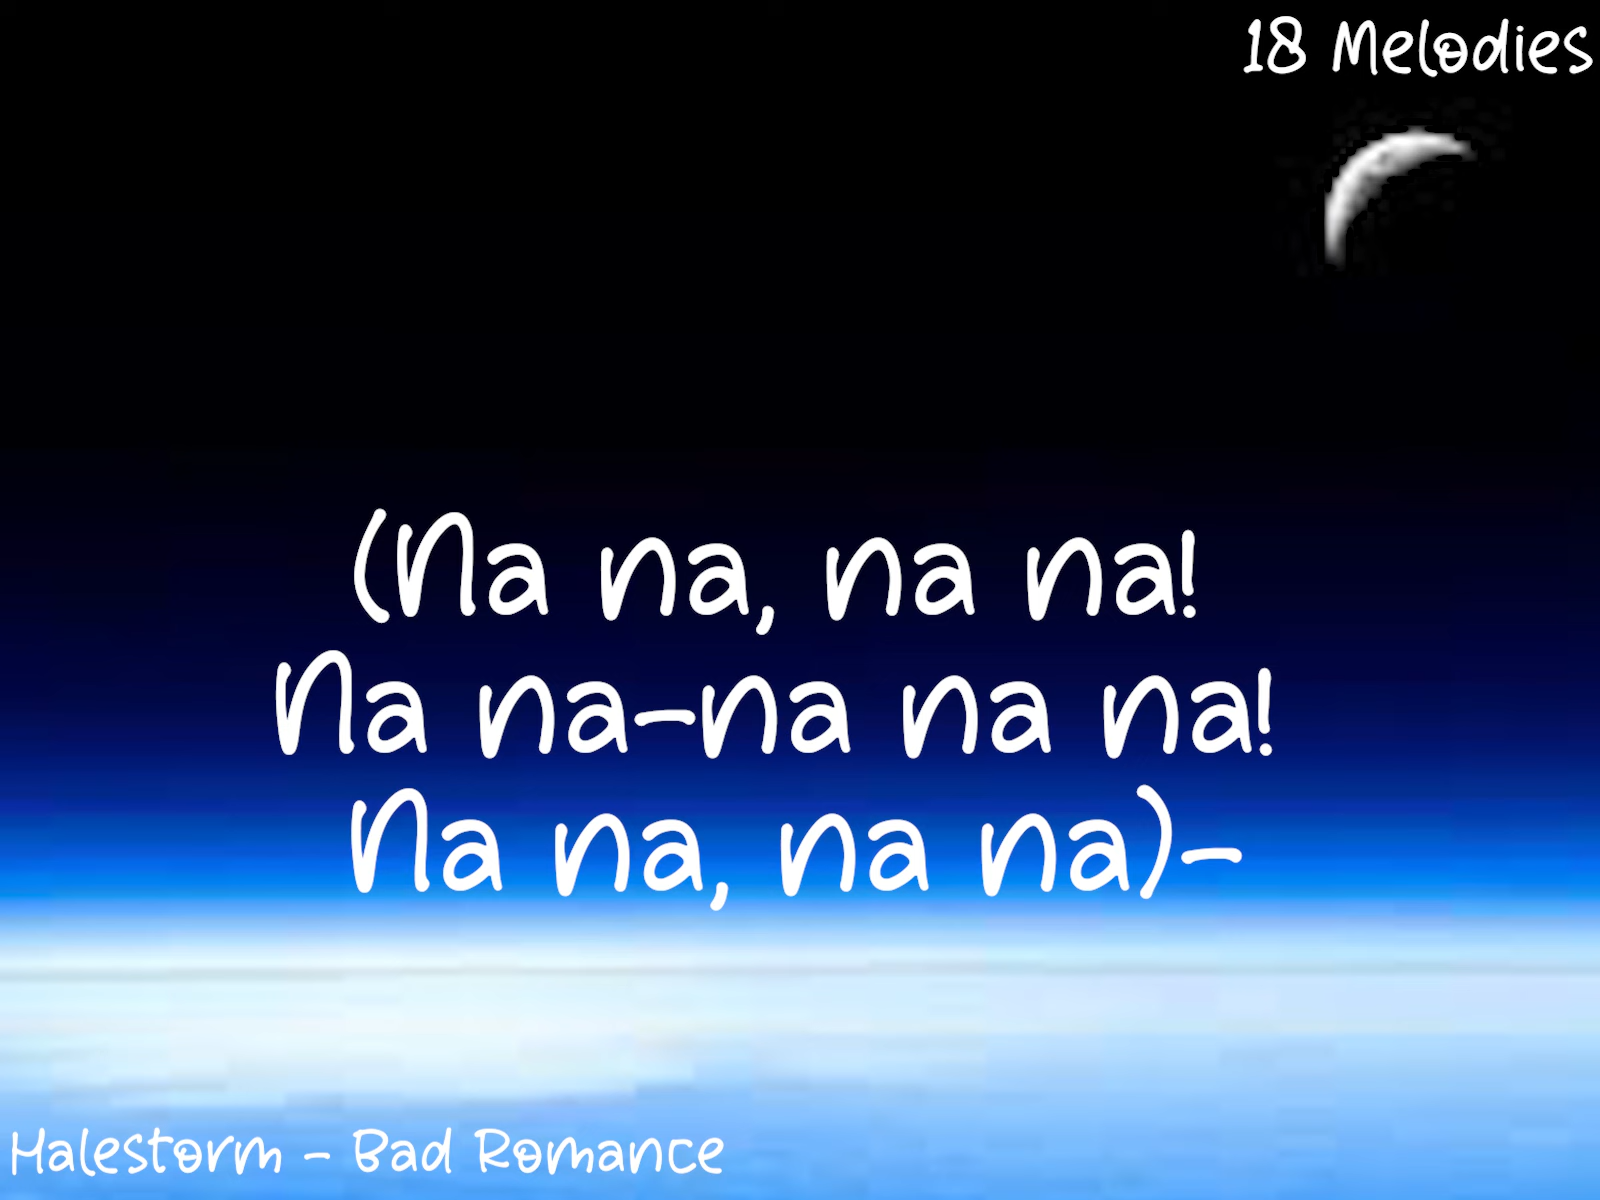 18 Melodies
(Na na, na na!
Na na-na na na!
Na na, na na)-
Halestorm - Bad Romance